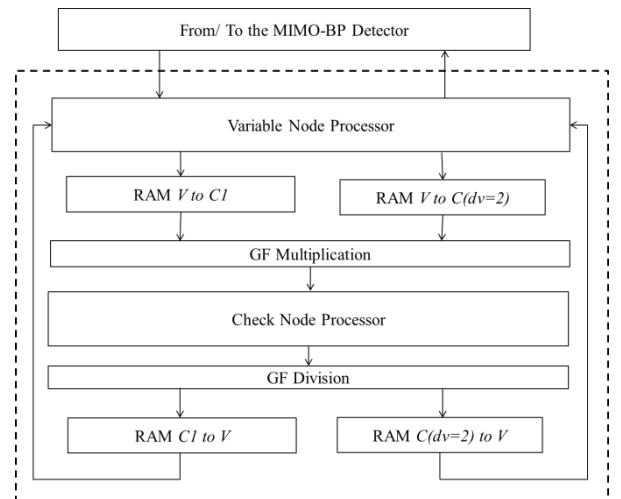 From/ To the MIMO-BP Detector
Variable Node Processor
RAM V to C1
RAM V to C(dv=2)
GF Multiplication
Check Node Processor
GF Division
RAM C1 to V
RAM C(dv=2) to V